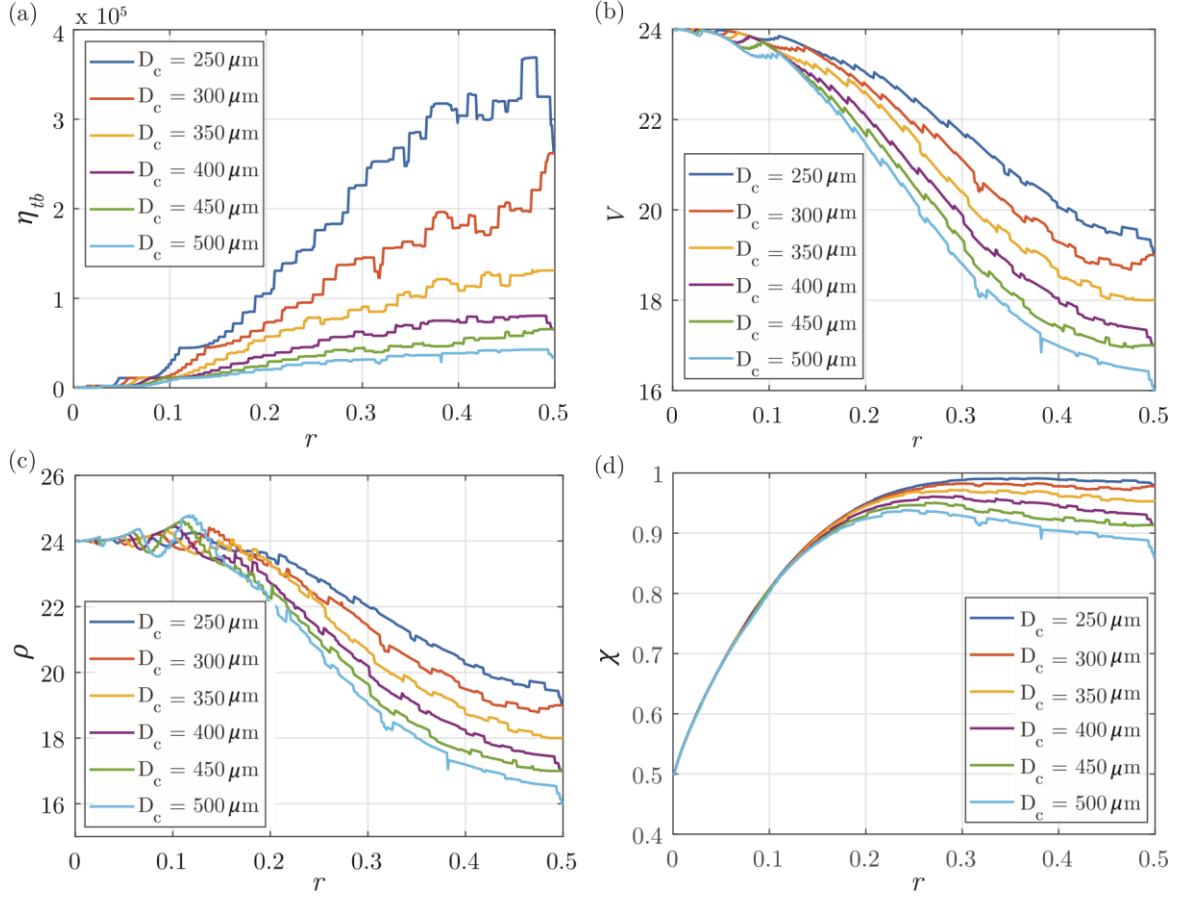 (a)
x 10⁵
4
3
2
1
0
η_tb
D_c = 250 μm
D_c = 300 μm
D_c = 350 μm
D_c = 400 μm
D_c = 450 μm
D_c = 500 μm
0 0.1 0.2 0.3 0.4 0.5
r
(b)
24
22
20
18
16
V
D_c = 250 μm
D_c = 300 μm
D_c = 350 μm
D_c = 400 μm
D_c = 450 μm
D_c = 500 μm
0 0.1 0.2 0.3 0.4 0.5
r
(c)
26
24
22
20
18
16
ρ
D_c = 250 μm
D_c = 300 μm
D_c = 350 μm
D_c = 400 μm
D_c = 450 μm
D_c = 500 μm
0 0.1 0.2 0.3 0.4 0.5
r
(d)
1
0.9
0.8
0.7
0.6
0.5
0.4
χ
D_c = 250 μm
D_c = 300 μm
D_c = 350 μm
D_c = 400 μm
D_c = 450 μm
D_c = 500 μm
0 0.1 0.2 0.3 0.4 0.5
r